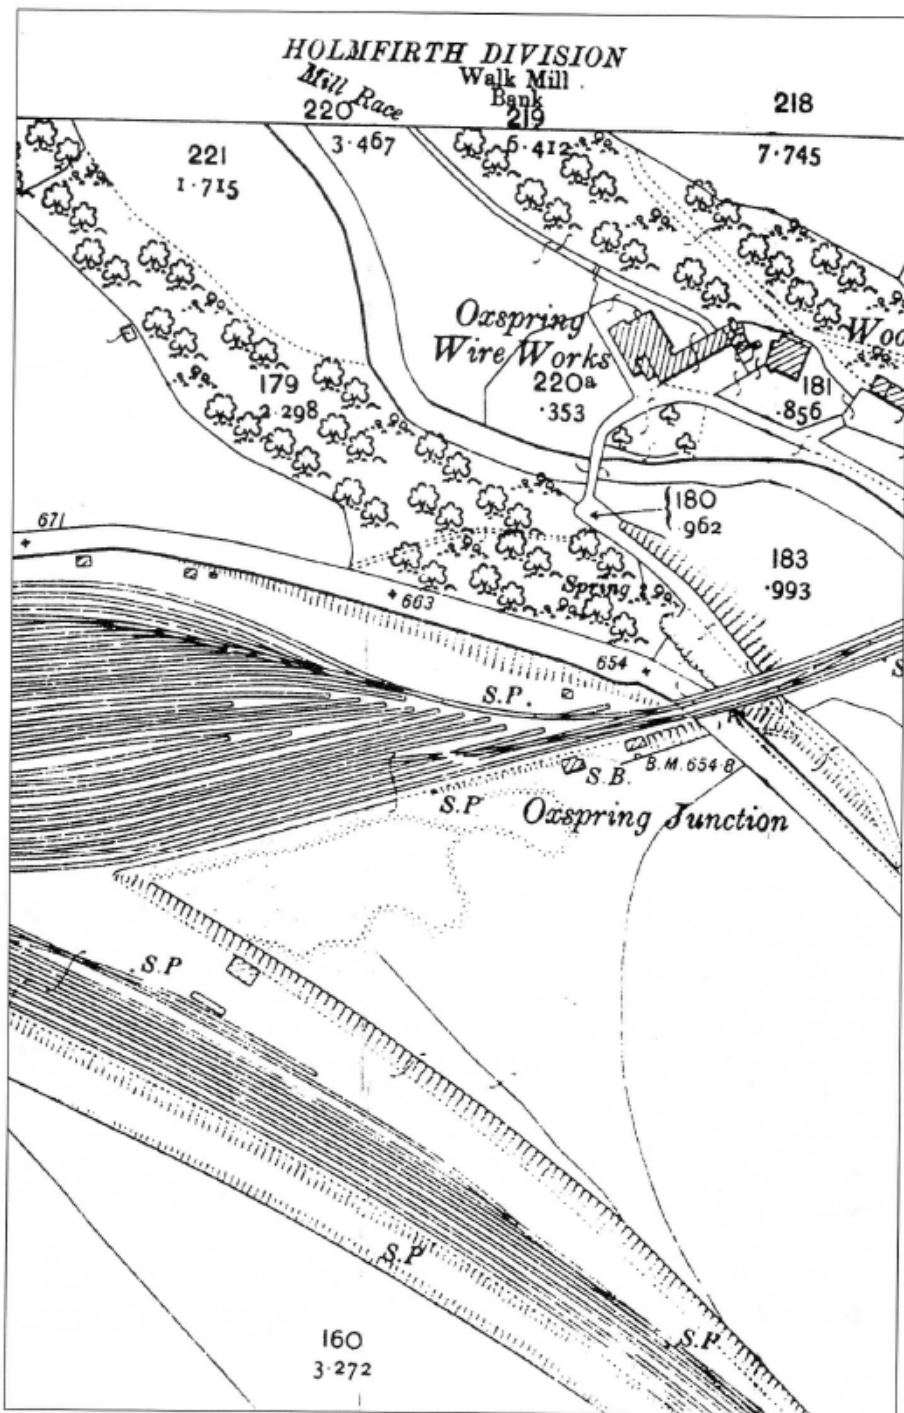 HOLMFIRTH DIVISION
Mill Race
Walk Mill
Bank
220
219
218
221
3·467
6·412
7·745
1·715
Oxspring
Wire Works
Woo
179
2·298
220a
·353
181
·856
671
180
·962
183
·993
663
Spring
654
S.P.
S
S.B.
B.M. 654·8
S.P
Oxspring Junction
S.P
S.P
S.P
160
3·272